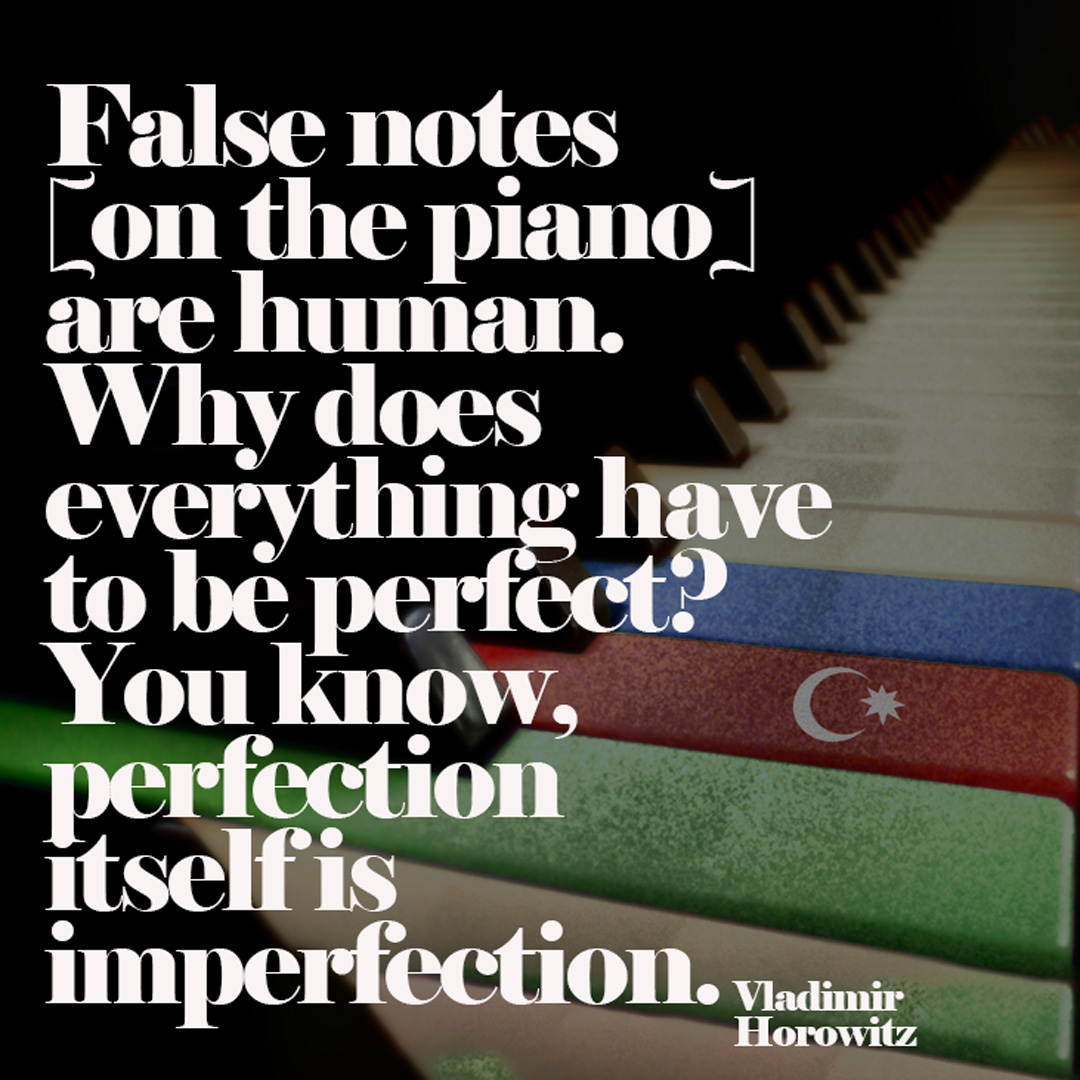 False notes
[on the piano]
are human.
Why does
everything have
to be perfect?
You know,
perfection
itself is
imperfection.
Vladimir
Horowitz